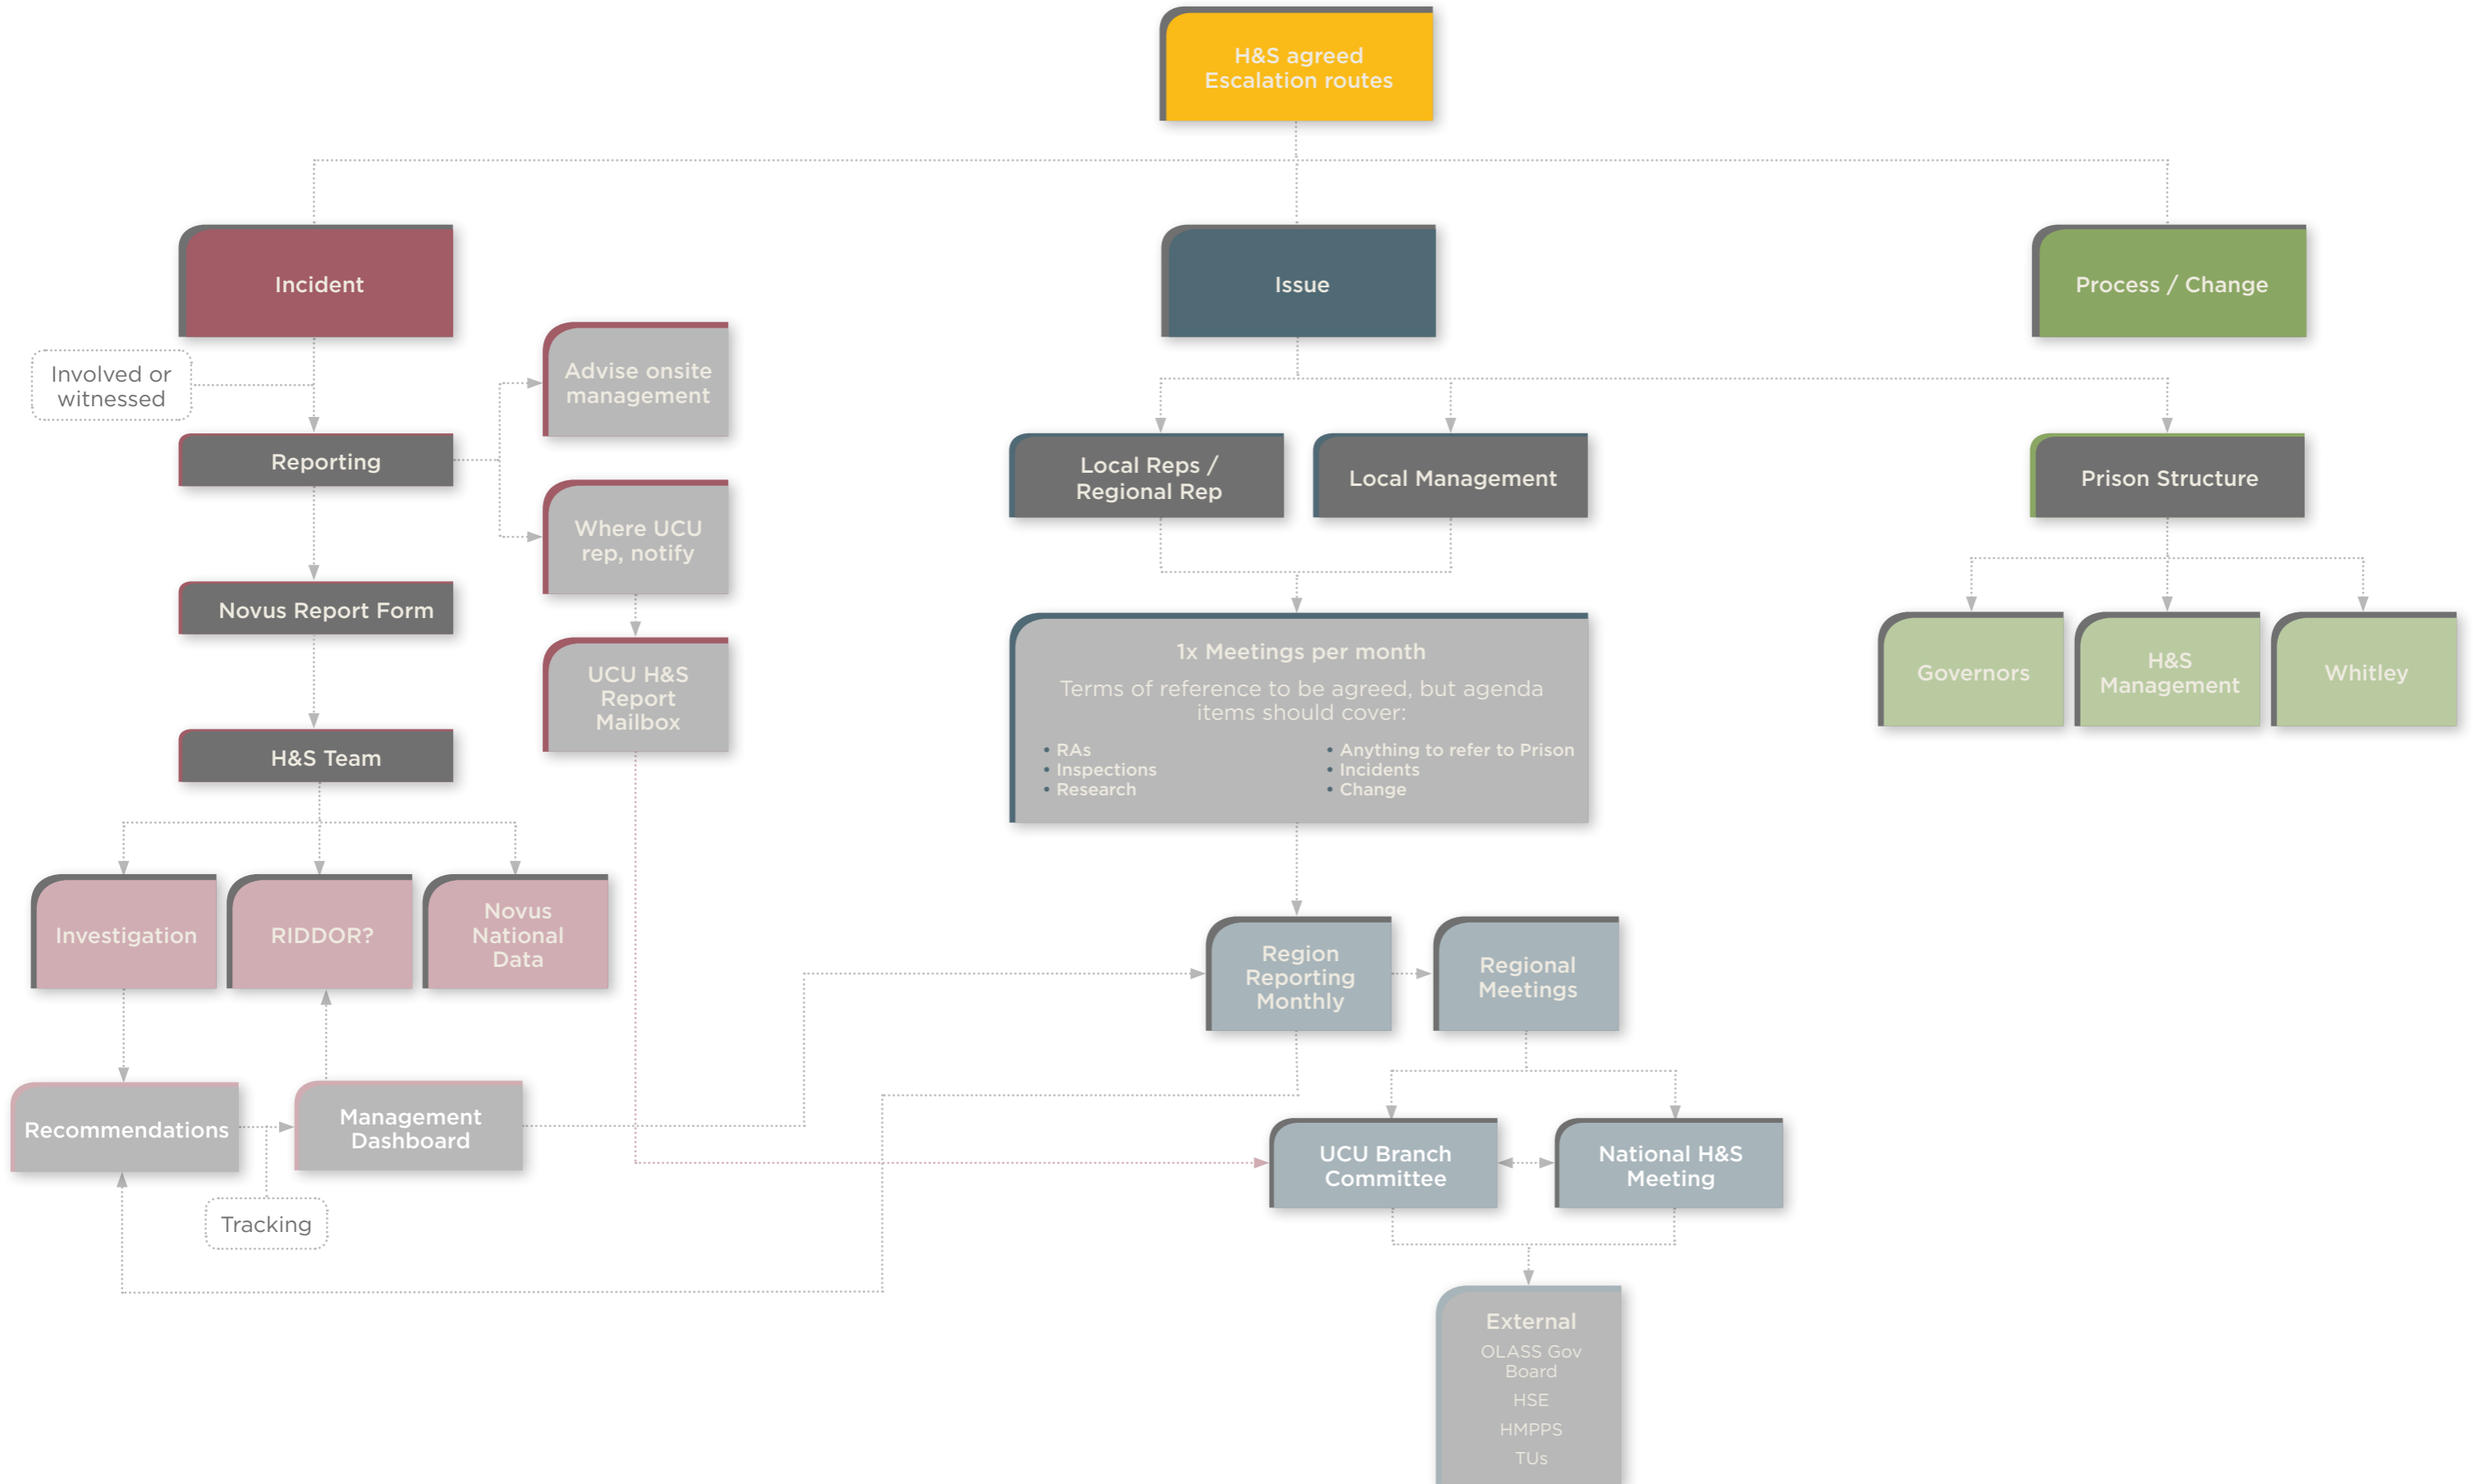 H&S agreed
Escalation routes
Incident
Issue
Process / Change
Involved or
witnessed
Advise onsite
management
Reporting
Local Reps /
Regional Rep
Local Management
Prison Structure
Where UCU
rep, notify
Novus Report Form
UCU H&S
Report
Mailbox
1x Meetings per month
Terms of reference to be agreed, but agenda
items should cover:
• RAs
• Inspections
• Research
• Anything to refer to Prison
• Incidents
• Change
Governors
H&S
Management
Whitley
H&S Team
Investigation
RIDDOR?
Novus
National
Data
Region
Reporting
Monthly
Regional
Meetings
Recommendations
Management
Dashboard
Tracking
UCU Branch
Committee
National H&S
Meeting
External
OLASS Gov
Board
HSE
HMPPS
TUs